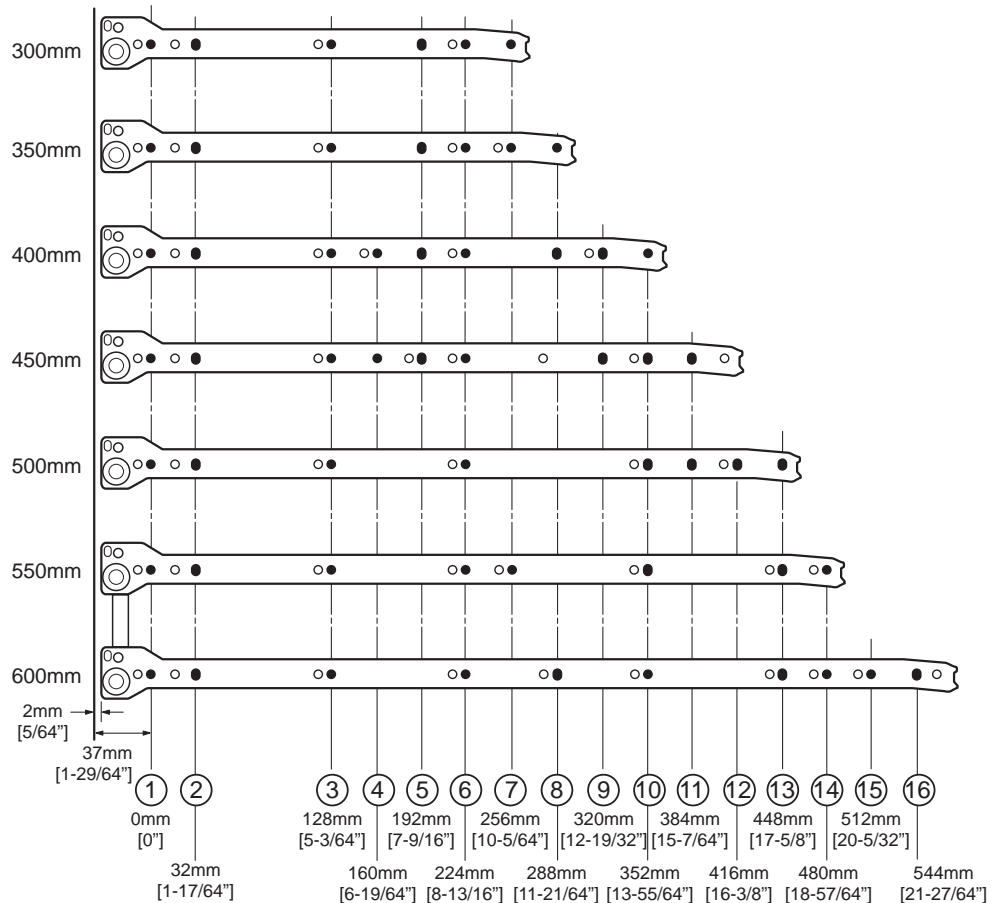 300mm
350mm
400mm
450mm
500mm
550mm
600mm
2mm
[5/64”]
37mm
[1-29/64”]
1 2 3 4 5 6 7 8 9 10 11 12 13 14 15 16
0mm 128mm 192mm 256mm 320mm 384mm 448mm 512mm
[0”] [5-3/64”] [7-9/16”] [10-5/64”] [12-19/32”] [15-7/64”] [17-5/8”] [20-5/32”]
32mm 160mm 224mm 288mm 352mm 416mm 480mm 544mm
[1-17/64”] [6-19/64”] [8-13/16”] [11-21/64”] [13-55/64”] [16-3/8”] [18-57/64”] [21-27/64”]